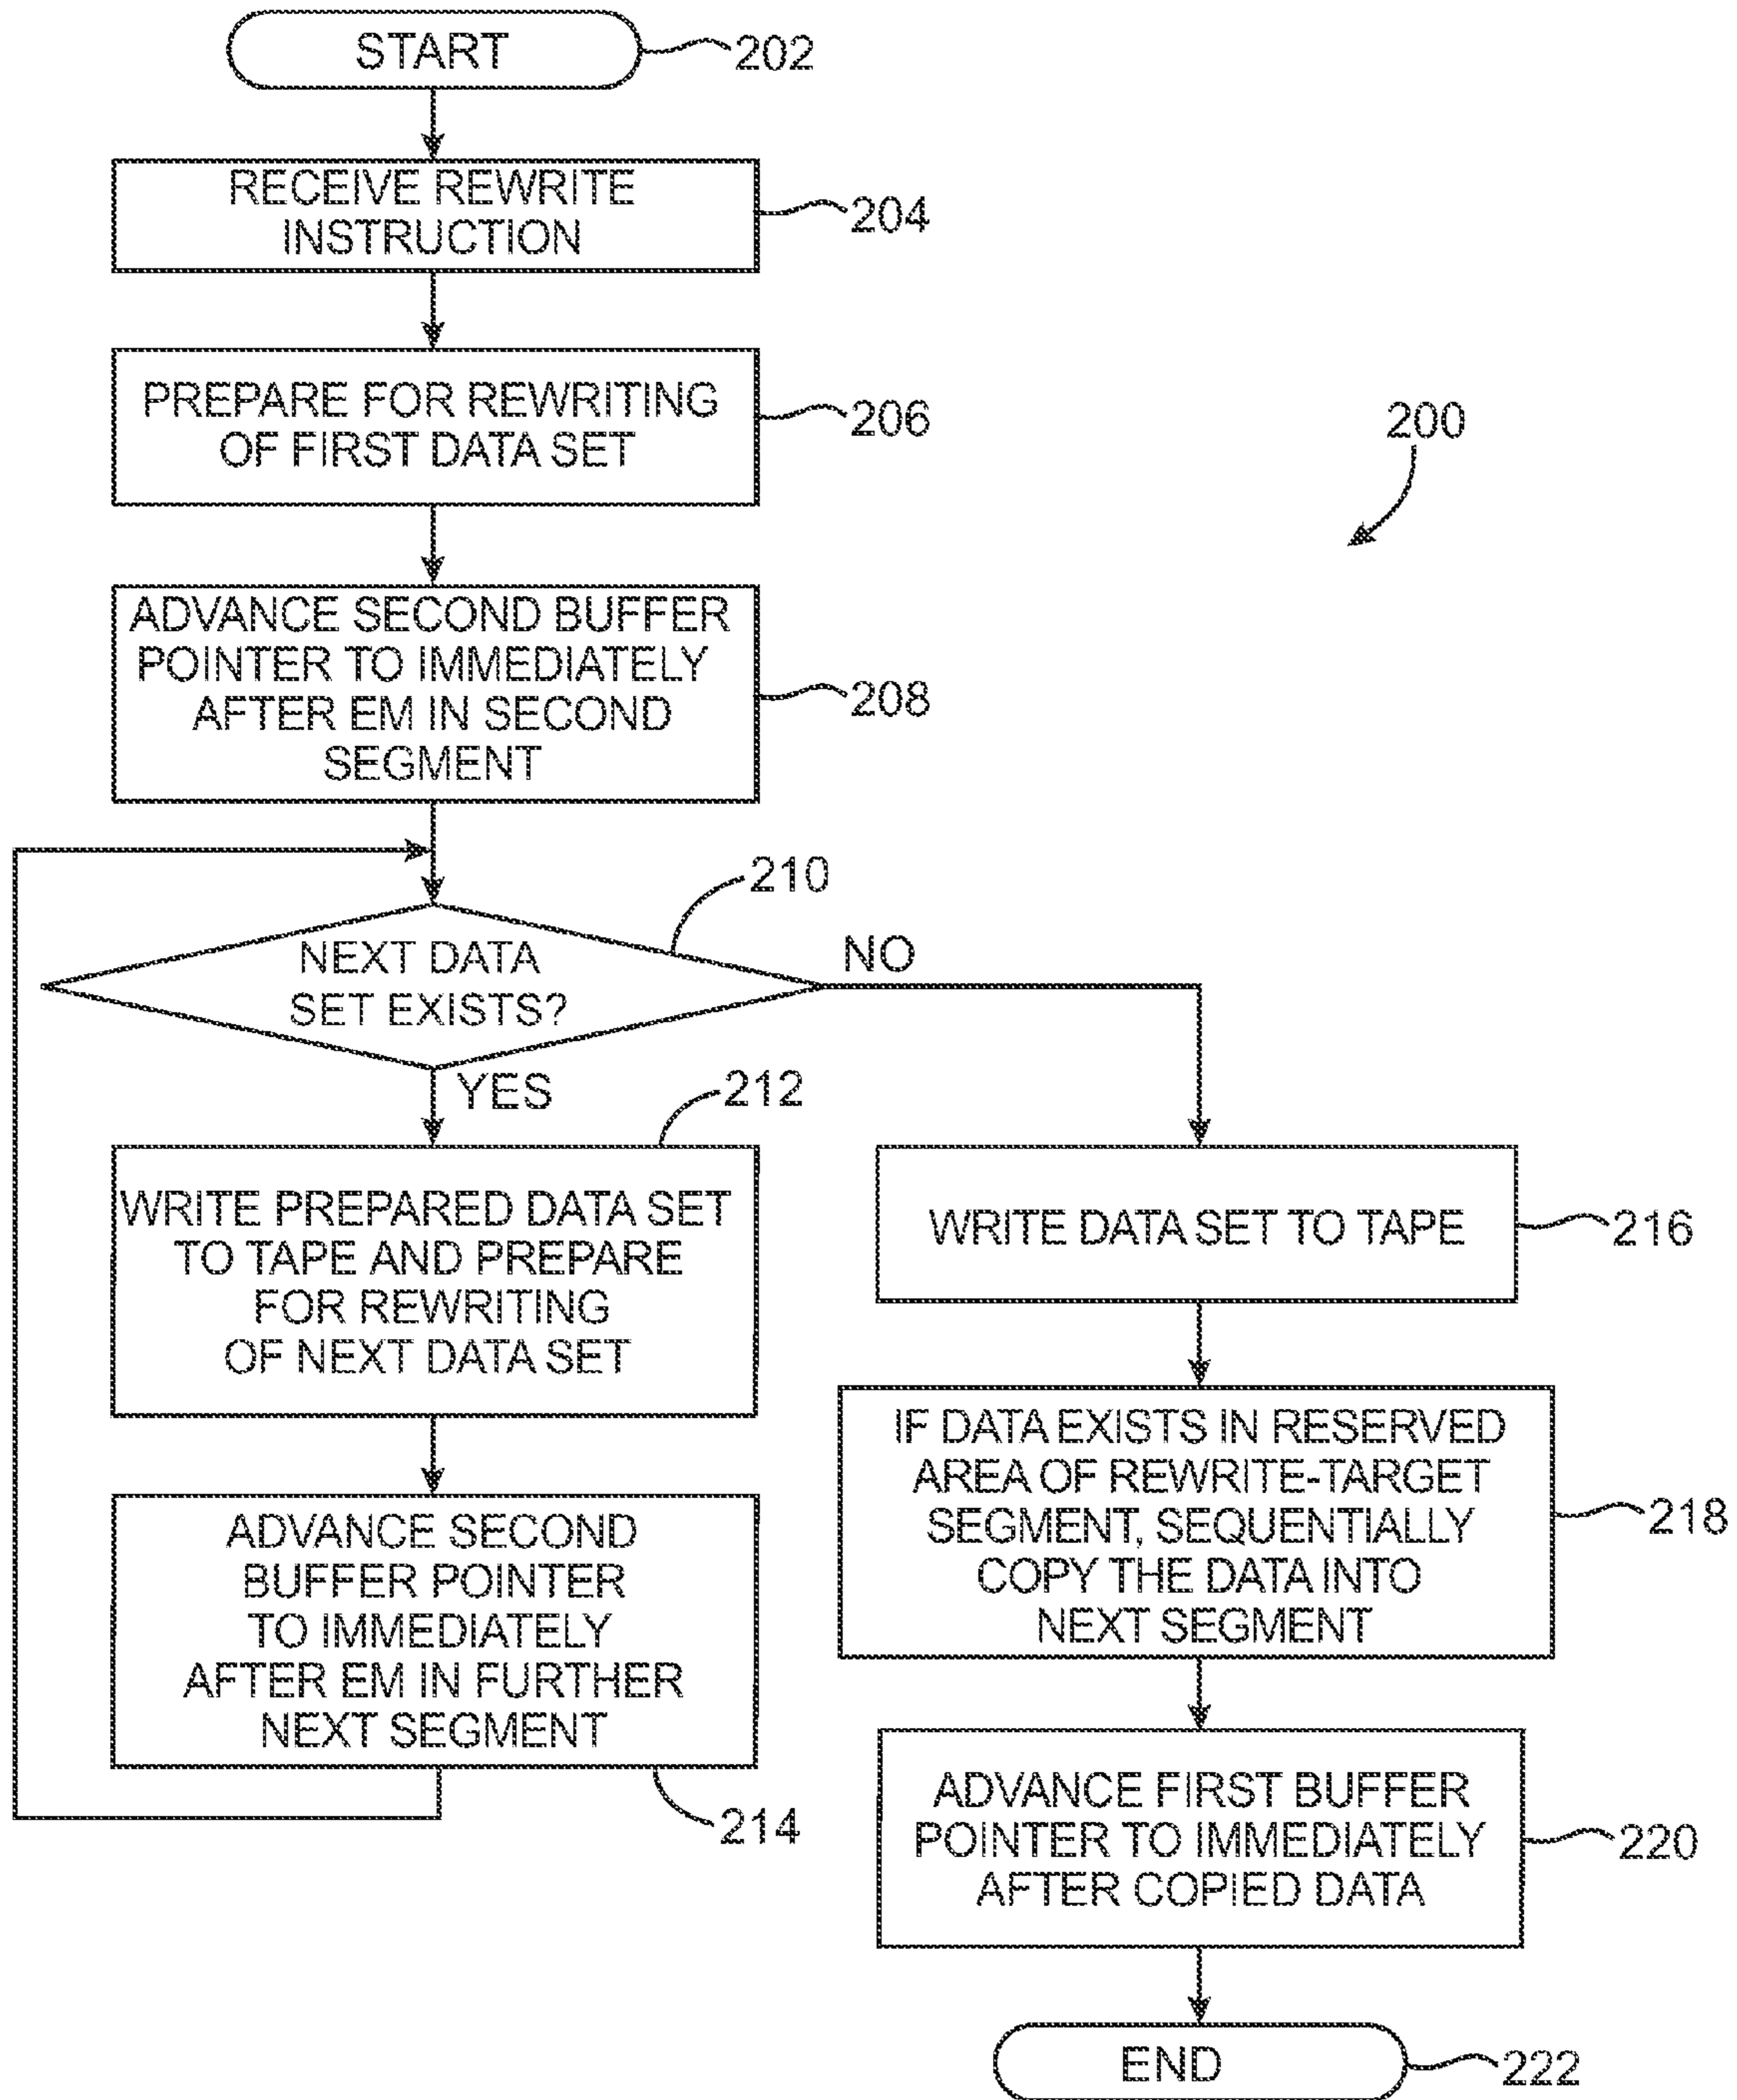 START
202
RECEIVE REWRITE
INSTRUCTION
204
PREPARE FOR REWRITING
OF FIRST DATA SET
206
200
ADVANCE SECOND BUFFER
POINTER TO IMMEDIATELY
AFTER EM IN SECOND
SEGMENT
208
210
NEXT DATA
SET EXISTS?
NO
YES
212
WRITE PREPARED DATA SET
TO TAPE AND PREPARE
FOR REWRITING
OF NEXT DATA SET
ADVANCE SECOND
BUFFER POINTER
TO IMMEDIATELY
AFTER EM IN FURTHER
NEXT SEGMENT
214
WRITE DATA SET TO TAPE
216
IF DATA EXISTS IN RESERVED
AREA OF REWRITE-TARGET
SEGMENT, SEQUENTIALLY
COPY THE DATA INTO
NEXT SEGMENT
218
ADVANCE FIRST BUFFER
POINTER TO IMMEDIATELY
AFTER COPIED DATA
220
END
222